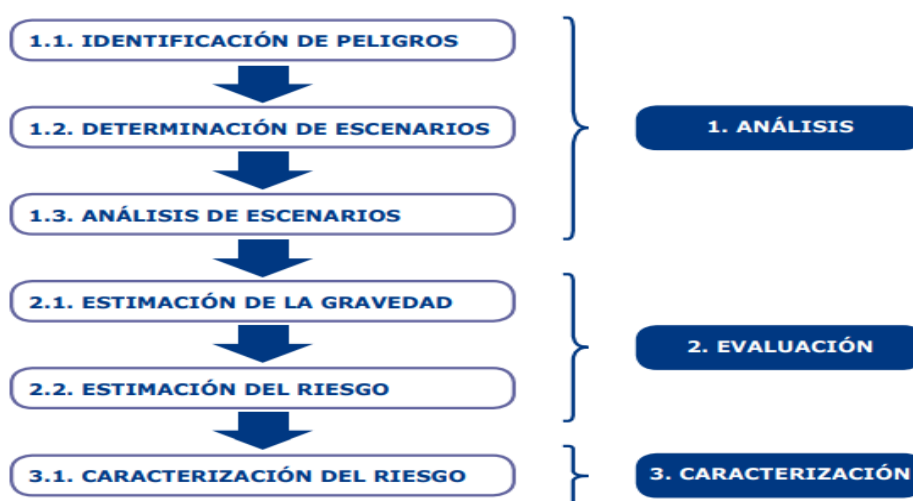 1.1. IDENTIFICACIÓN DE PELIGROS
1.2. DETERMINACIÓN DE ESCENARIOS
1. ANÁLISIS
1.3. ANÁLISIS DE ESCENARIOS
2.1. ESTIMACIÓN DE LA GRAVEDAD
2. EVALUACIÓN
2.2. ESTIMACIÓN DEL RIESGO
3.1. CARACTERIZACIÓN DEL RIESGO
3. CARACTERIZACIÓN